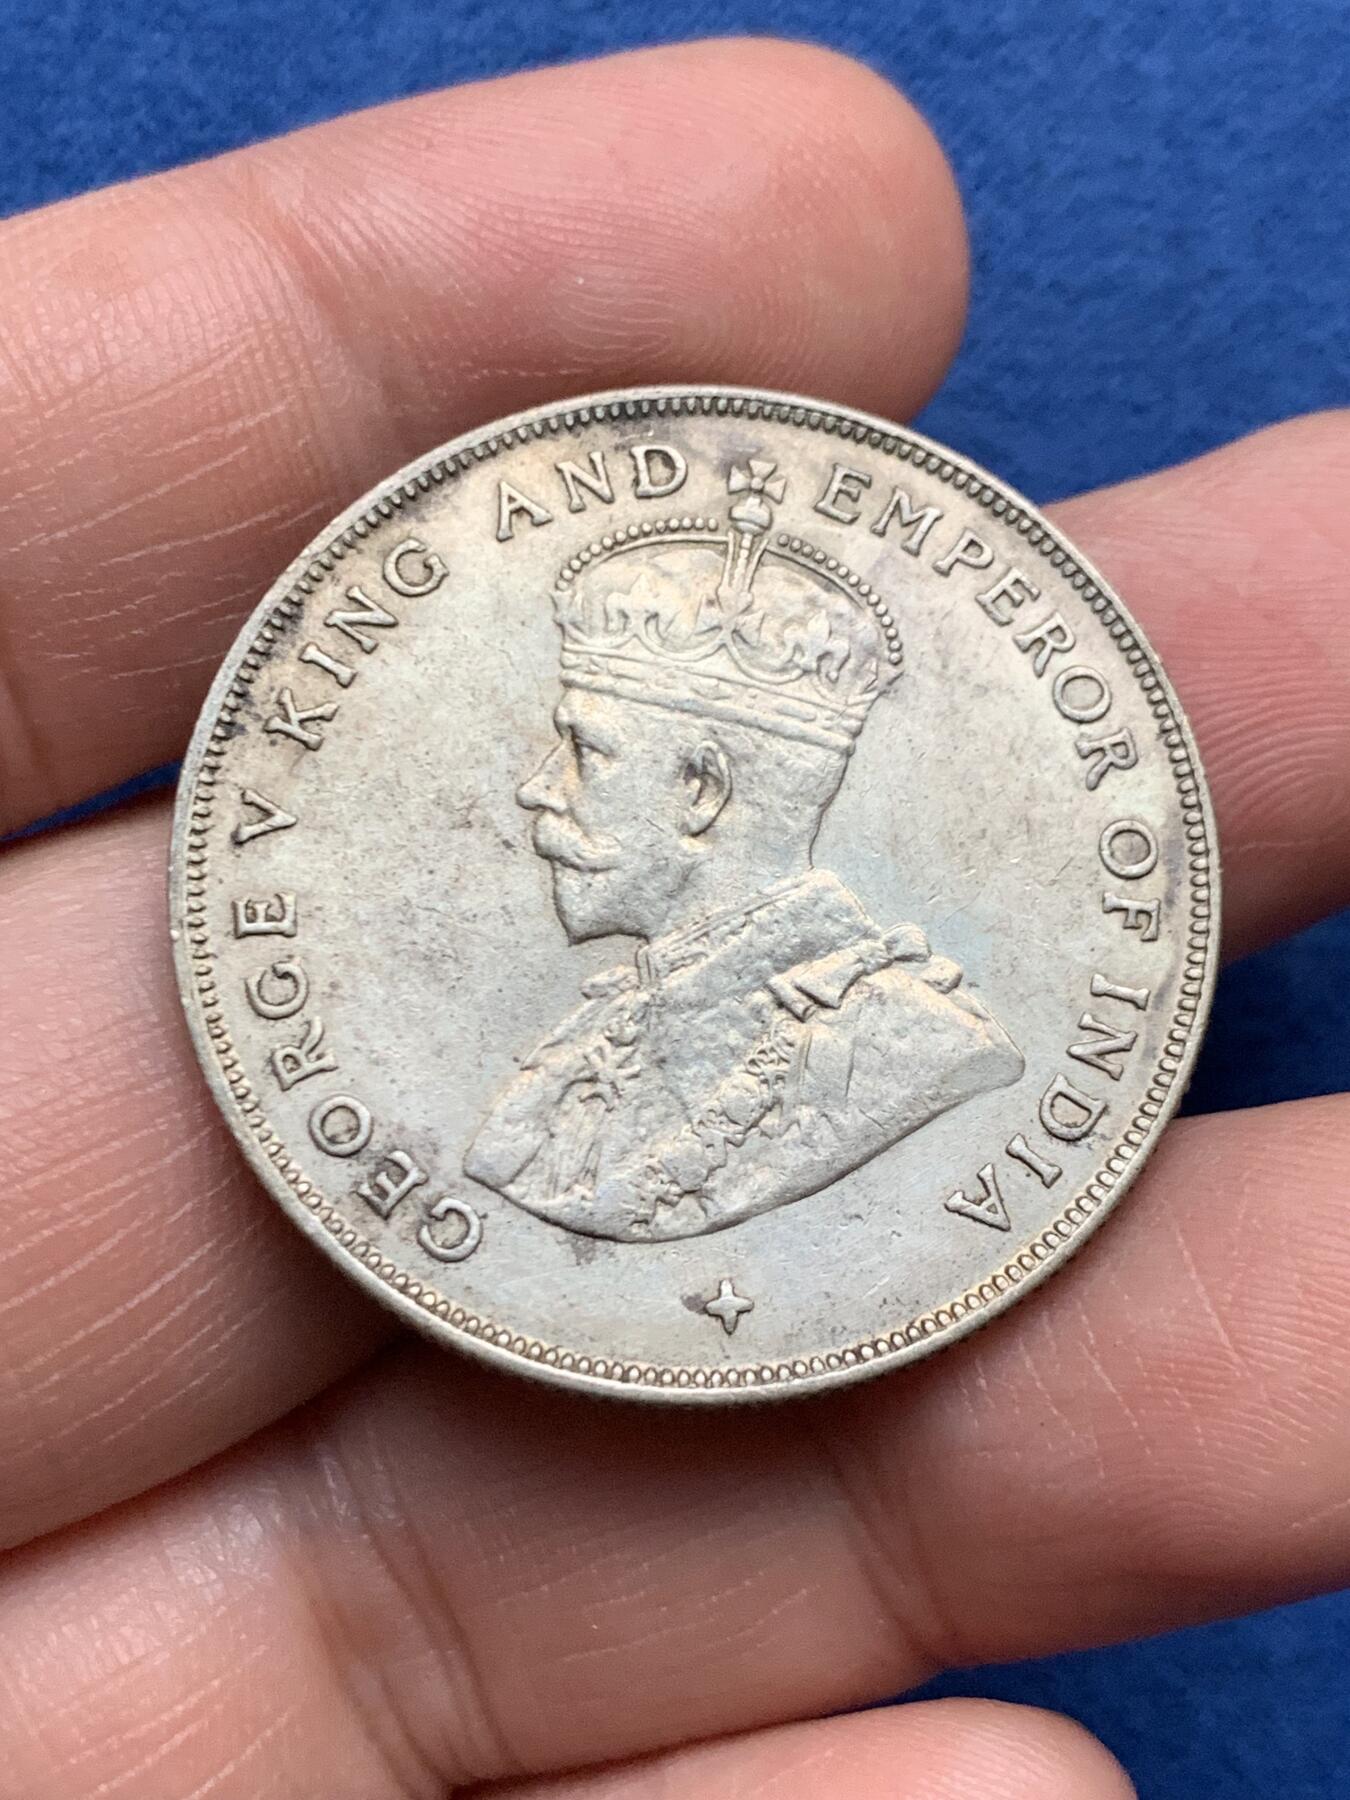 GEORGE V KING AND EMPEROR OF INDIA